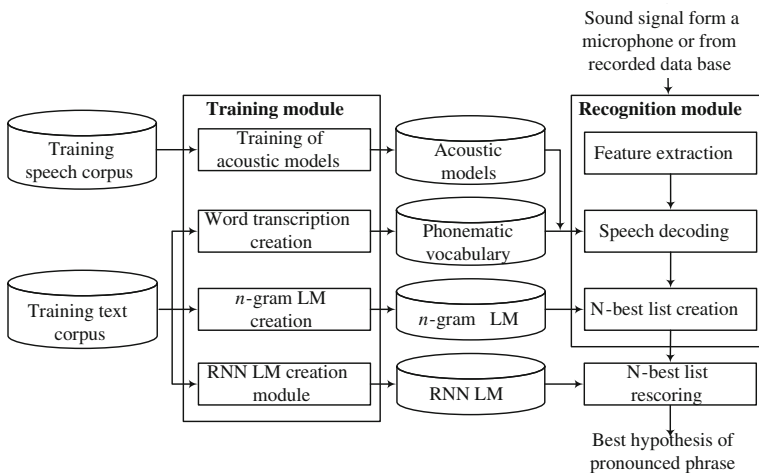 Sound signal form a
microphone or from
recorded data base
Training module
Recognition module
Training
speech corpus
Training of
acoustic models
Acoustic
models
Feature extraction
Word transcription
creation
Phonematic
vocabulary
Speech decoding
Training text
corpus
n-gram LM
creation
n-gram LM
N-best list creation
RNN LM creation
module
RNN LM
N-best list
rescoring
Best hypothesis of
pronounced phrase